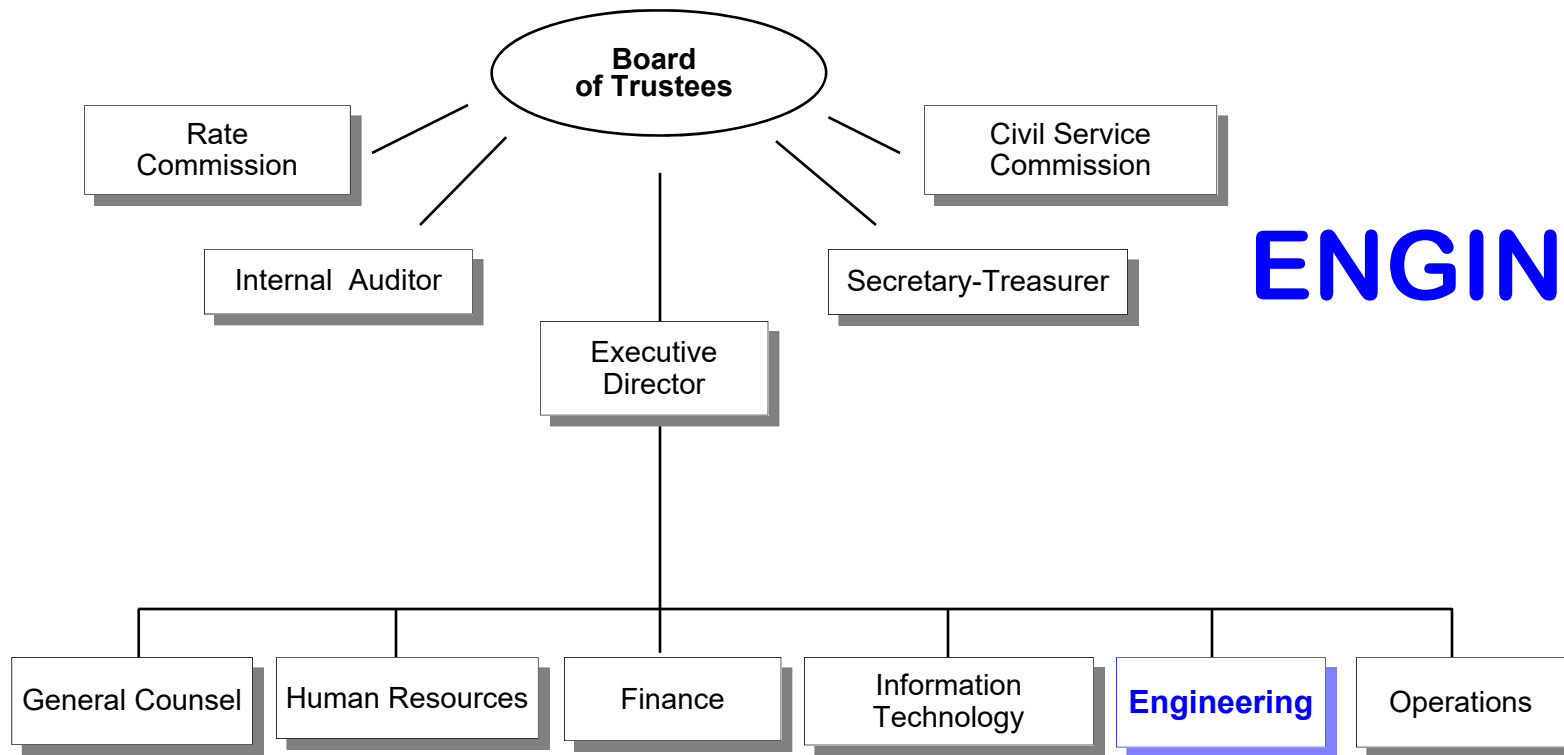 Board
of Trustees
Rate
Commission
Civil Service
Commission
Internal Auditor
Secretary-Treasurer
ENGIN
Executive
Director
General Counsel
Human Resources
Finance
Information
Technology
Engineering
Operations